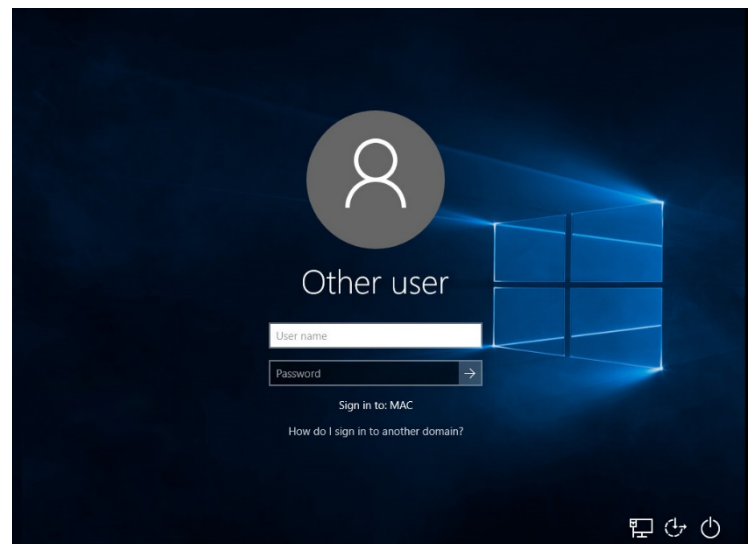 Other user
User name
Password
Sign in to: MAC
How do I sign in to another domain?